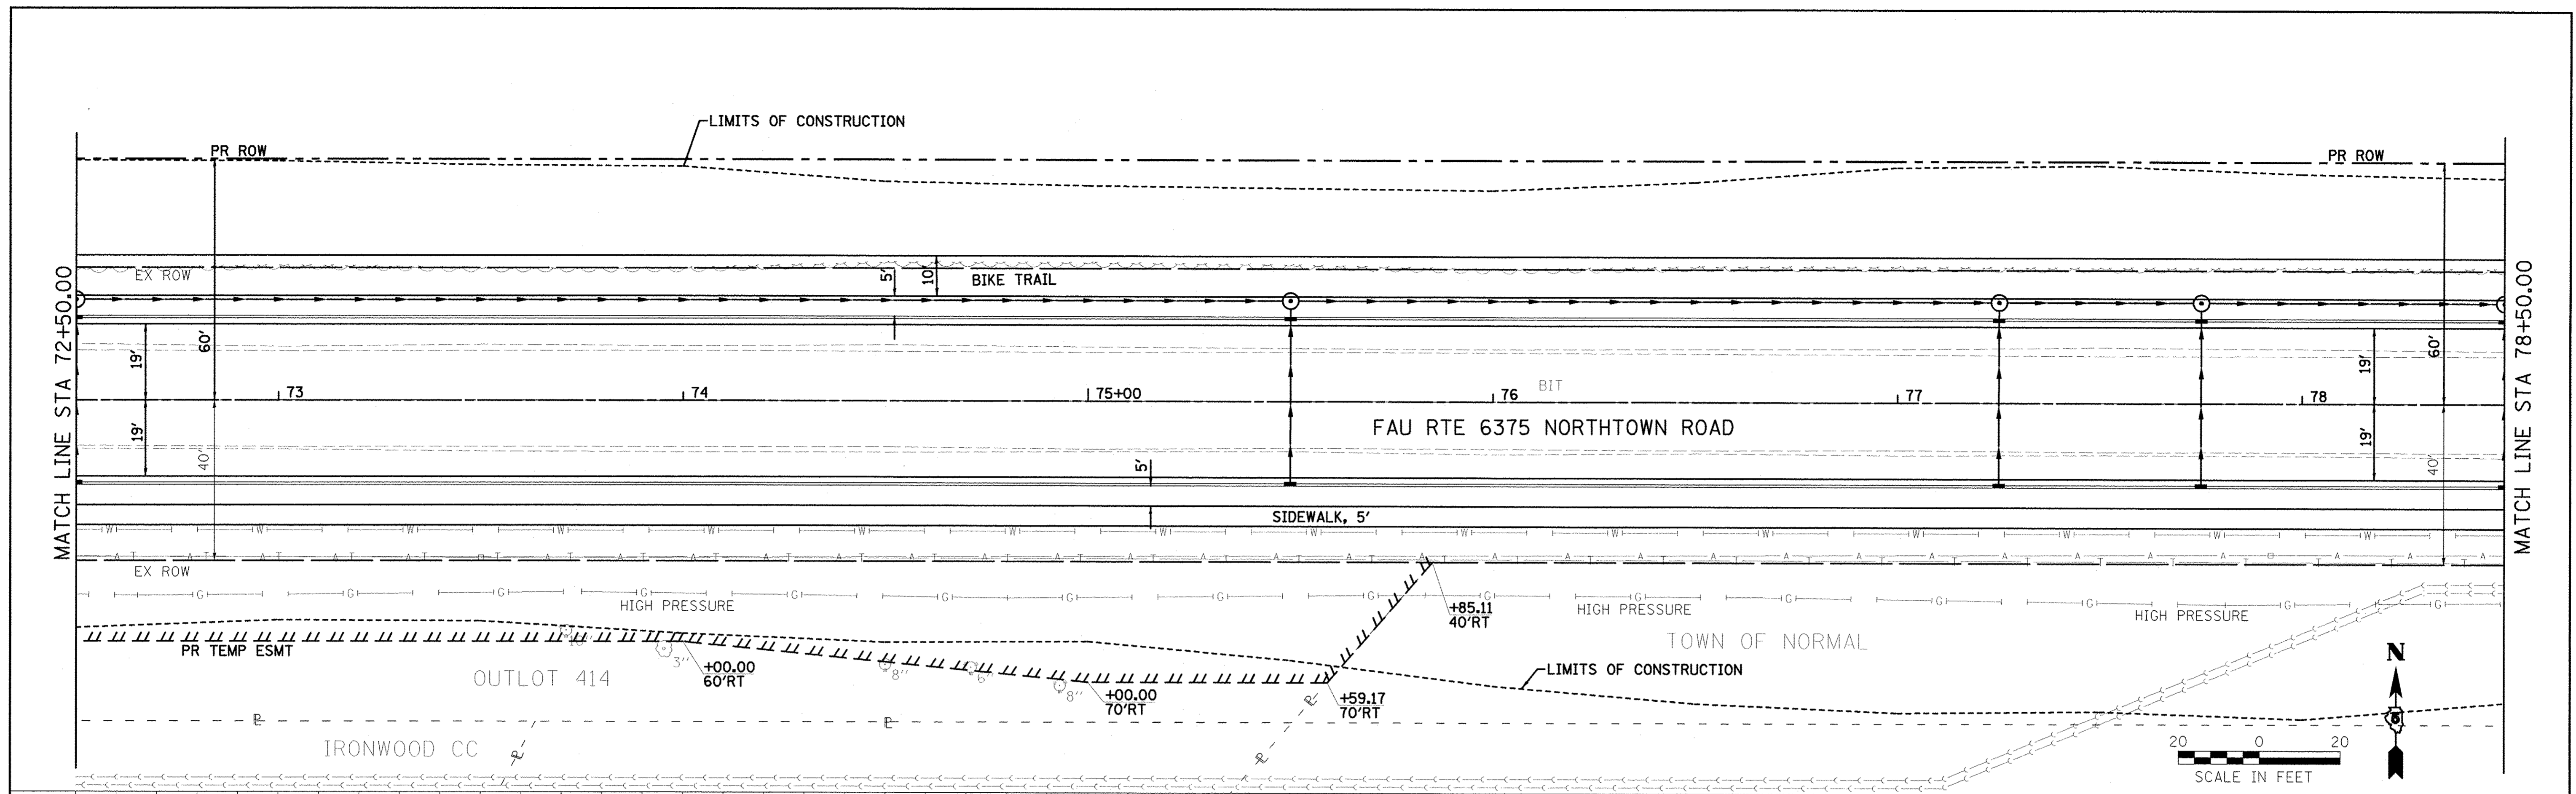 LIMITS OF CONSTRUCTION
PR ROW
PR ROW
MATCH LINE STA 72+50.00
MATCH LINE STA 78+50.00
EX ROW
5'
10'
BIKE TRAIL
19'
60'
19'
60'
73
74
75+00
76
BIT
77
78
FAU RTE 6375 NORTHTOWN ROAD
19'
40'
5'
19'
40'
SIDEWALK, 5'
W W W W W W W W W W W W W W W W
A T A T A T A T A T A T A T A T A T A T A T A T A T
EX ROW
G G G G G G G G G G G G G G G G
HIGH PRESSURE
HIGH PRESSURE
HIGH PRESSURE
+85.11
40'RT
TOWN OF NORMAL
PR TEMP ESMT
3"
+00.00
60'RT
8"
6"
8"
+00.00
70'RT
+59.17
70'RT
LIMITS OF CONSTRUCTION
OUTLOT 414
IRONWOOD CC
N
20 0 20
SCALE IN FEET